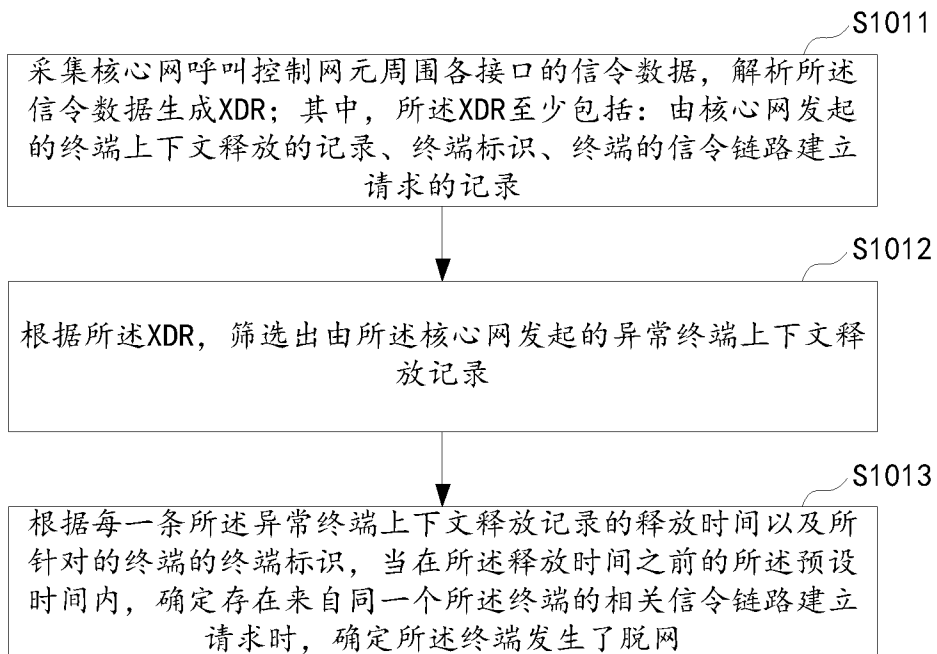 S1011
采集核心网呼叫控制网元周围各接口的信令数据，解析所述
信令数据生成XDR；其中，所述XDR至少包括：由核心网发起
的终端上下文释放的记录、终端标识、终端的信令链路建立
请求的记录
S1012
根据所述XDR，筛选出由所述核心网发起的异常终端上下文释
放记录
S1013
根据每一条所述异常终端上下文释放记录的释放时间以及所
针对的终端的终端标识，当在所述释放时间之前的所述预设
时间内，确定存在来自同一个所述终端的相关信令链路建立
请求时，确定所述终端发生了脱网